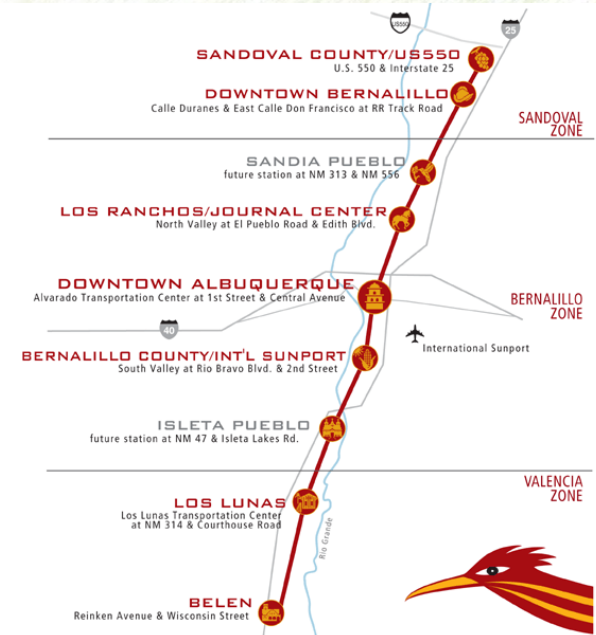 US550
25
SANDOVAL COUNTY/US550
U.S. 550 & Interstate 25
DOWNTOWN BERNALILLO
Calle Duranes & East Calle Don Francisco at RR Track Road
SANDOVAL
ZONE
SANDIA PUEBLO
future station at NM 313 & NM 556
LOS RANCHOS/JOURNAL CENTER
North Valley at El Pueblo Road & Edith Blvd.
DOWNTOWN ALBUQUERQUE
Alvarado Transportation Center at 1st Street & Central Avenue
BERNALILLO
ZONE
40
International Sunport
BERNALILLO COUNTY/INT'L SUNPORT
South Valley at Rio Bravo Blvd. & 2nd Street
ISLETA PUEBLO
future station at NM 47 & Isleta Lakes Rd.
VALENCIA
ZONE
LOS LUNAS
Los Lunas Transportation Center
at NM 314 & Courthouse Road
Rio Grande
BELEN
Reinken Avenue & Wisconsin Street